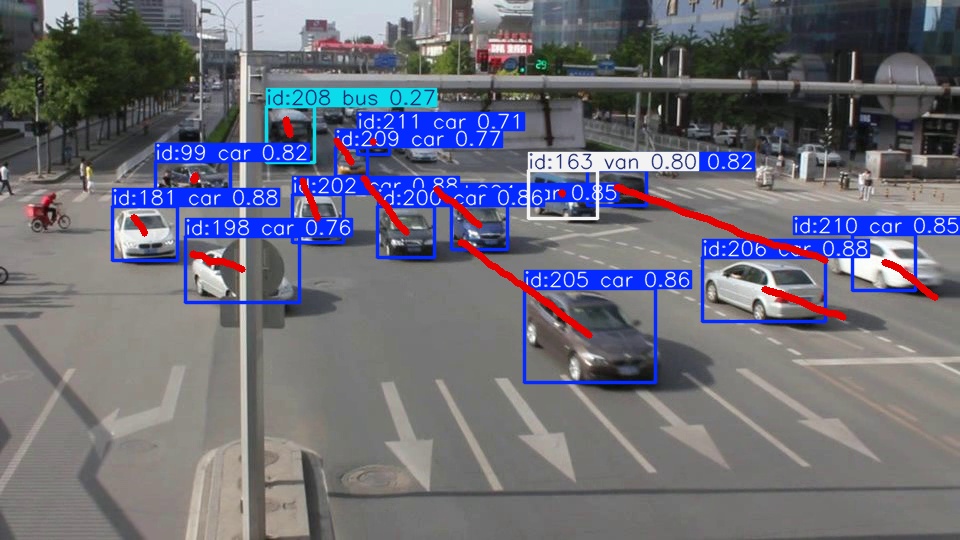 29
id:208 bus 0.27
id:211 car 0.71
id:209 car 0.77
id:99 car 0.82
id:163 van 0.80
0.82
id:181 car 0.88
id:202 car 0.88
id:200 car 0.86
car 0.85
id:198 car 0.76
id:210 car 0.85
id:206 car 0.88
id:205 car 0.86